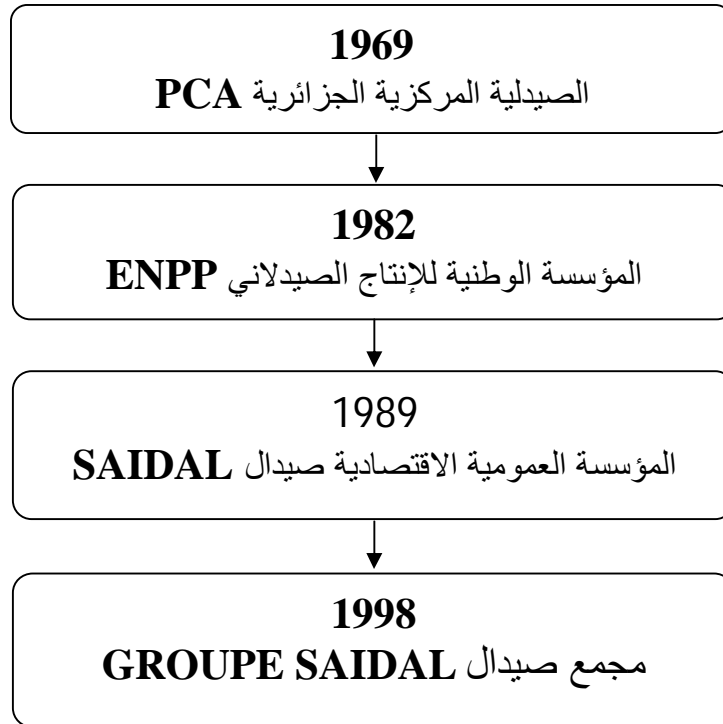 1969
الصيدلية المركزية الجزائرية PCA
1982
المؤسسة الوطنية للإنتاج الصيدلاني ENPP
1989
المؤسسة العمومية الاقتصادية صيدال SAIDAL
1998
مجمع صيدال GROUPE SAIDAL